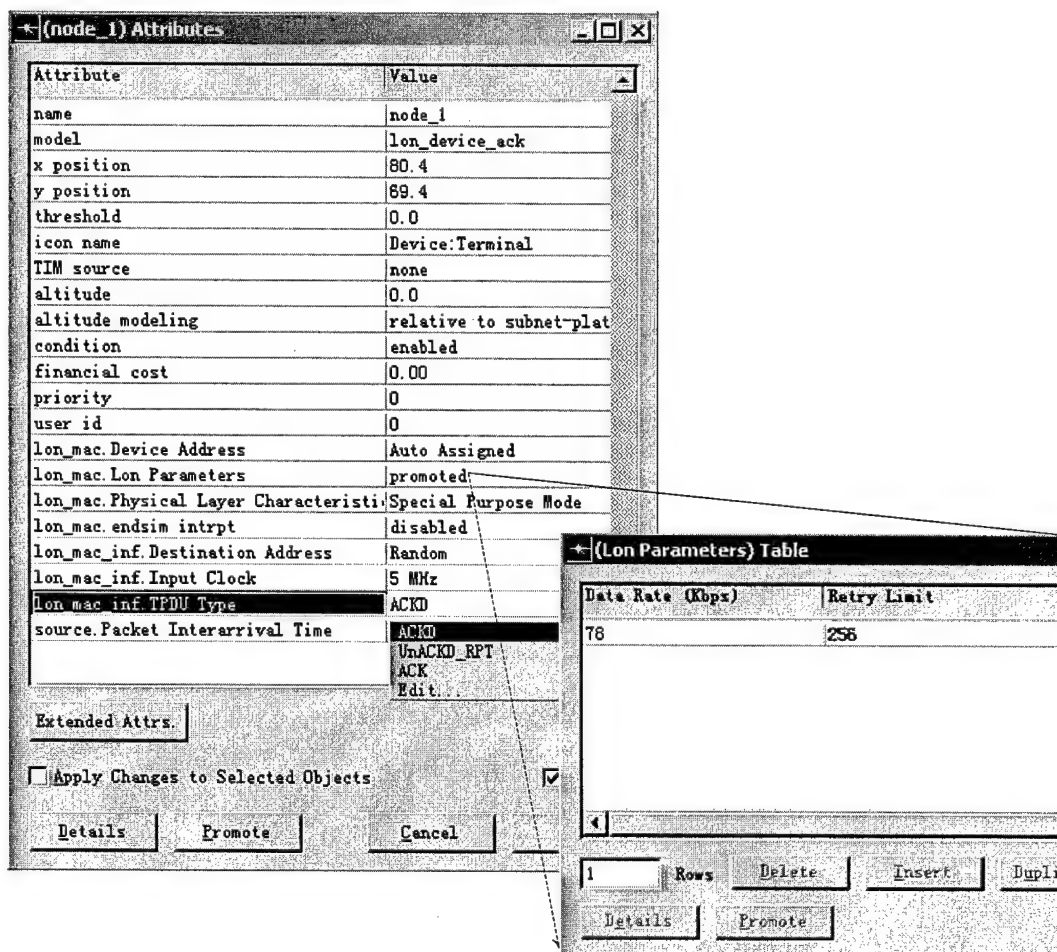 (node_1) Attributes
Attribute Value
name node_1
model lon_device_ack
x position 80.4
y position 69.4
threshold 0.0
icon name Device:Terminal
TIM source none
altitude 0.0
altitude modeling relative to subnet-plat
condition enabled
financial cost 0.00
priority 0
user id 0
lon_mac.Device Address Auto Assigned
lon_mac.Lon Parameters promoted
lon_mac.Physical Layer Characteristi Special Purpose Mode
lon_mac.endsim intrpt disabled
lon_mac_inf.Destination Address Random
lon_mac_inf.Input Clock 5 MHz
lon_mac_inf.TPDU Type ACKD
source.Packet Interarrival Time ACKD
UnACKD_RPT
ACK
Edit...
Extended Attrs.
Apply Changes to Selected Objects
Details Promote Cancel
(Lon Parameters) Table
Data Rate (Kbps) Retry Limit
78 256
1 Rows Delete Insert Dupli
Details Promote